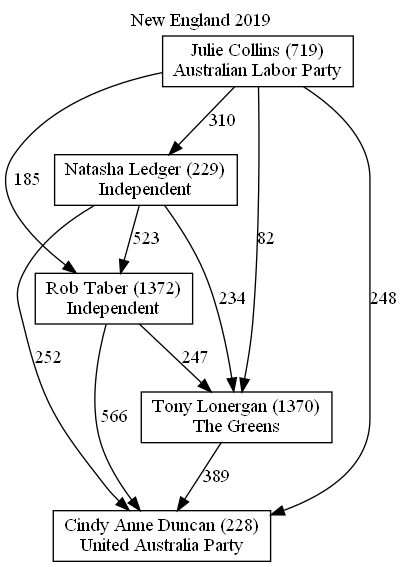 New England 2019
Julie Collins (719)
Australian Labor Party
310
Natasha Ledger (229)
Independent
185
523
82
Rob Taber (1372)
Independent
234
248
252
247
566
Tony Lonergan (1370)
The Greens
389
Cindy Anne Duncan (228)
United Australia Party